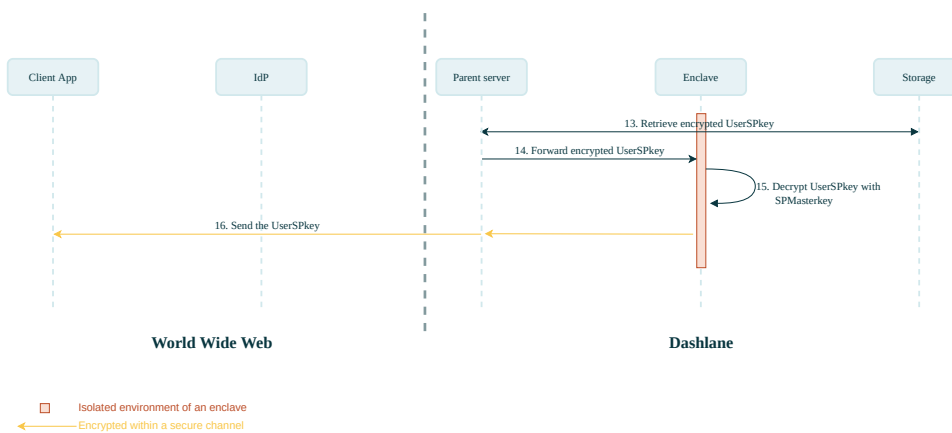 Client App
IdP
Parent server
Enclave
Storage
13. Retrieve encrypted UserSPkey
14. Forward encrypted UserSPkey
15. Decrypt UserSPkey with
SPMasterkey
16. Send the UserSPkey
World Wide Web
Dashlane
Isolated environment of an enclave
Encrypted within a secure channel